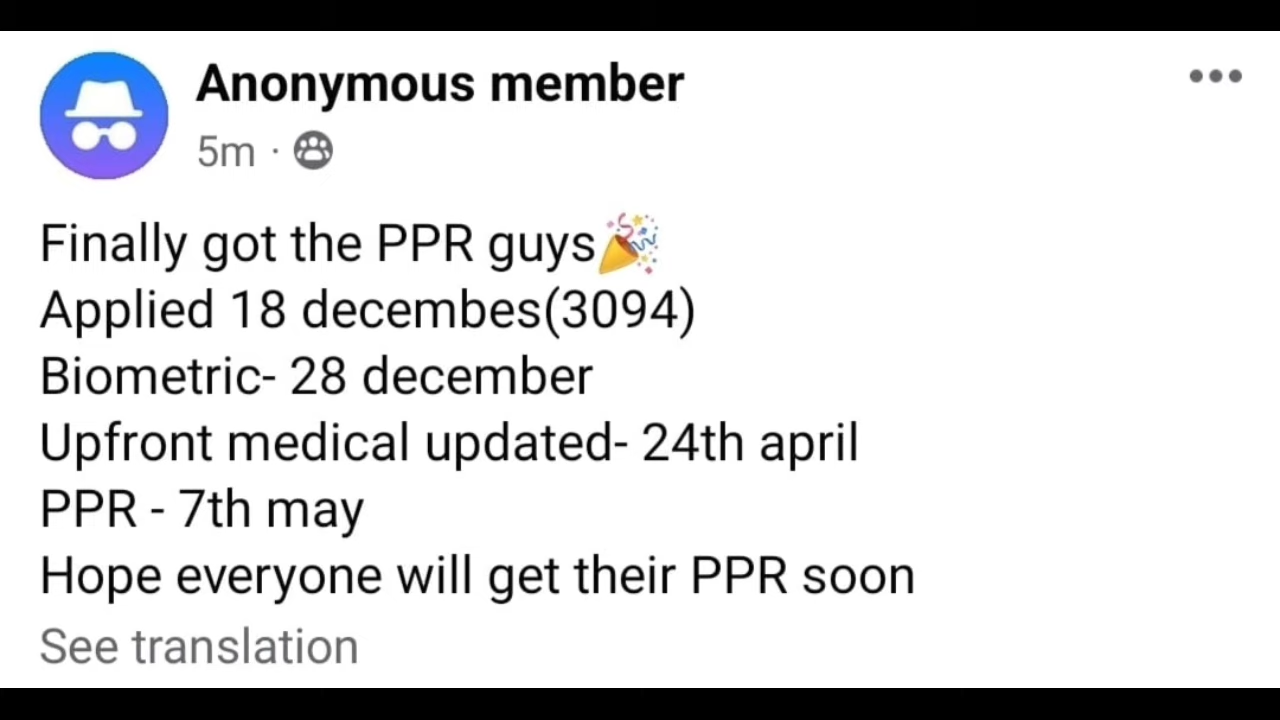 Anonymous member
5m ·
Finally got the PPR guys🎉
Applied 18 decembes(3094)
Biometric- 28 december
Upfront medical updated- 24th april
PPR - 7th may
Hope everyone will get their PPR soon
See translation